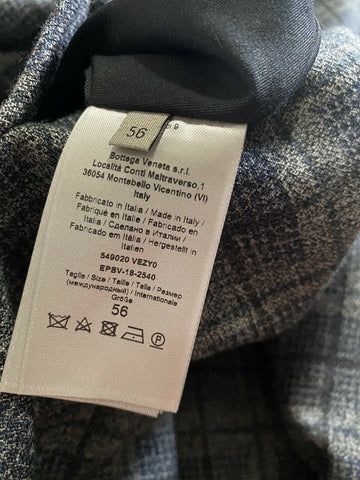 56
Bottega Veneta s.r.l.
Località Conti Maltraverso,1
36054 Montebello Vicentino (VI)
Italy
Fabbricato in Italia / Made in Italy /
Fabriqué en Italie / Fabricado en
Italia / Сделано в Италии /
Fabricado em Itália / Hergestellt in
Italien
549020 VEZY0
EPBV-18-2540
Taglia / Size / Taille / Talla / Размер
(международный) / Internationale
Größe
56
P